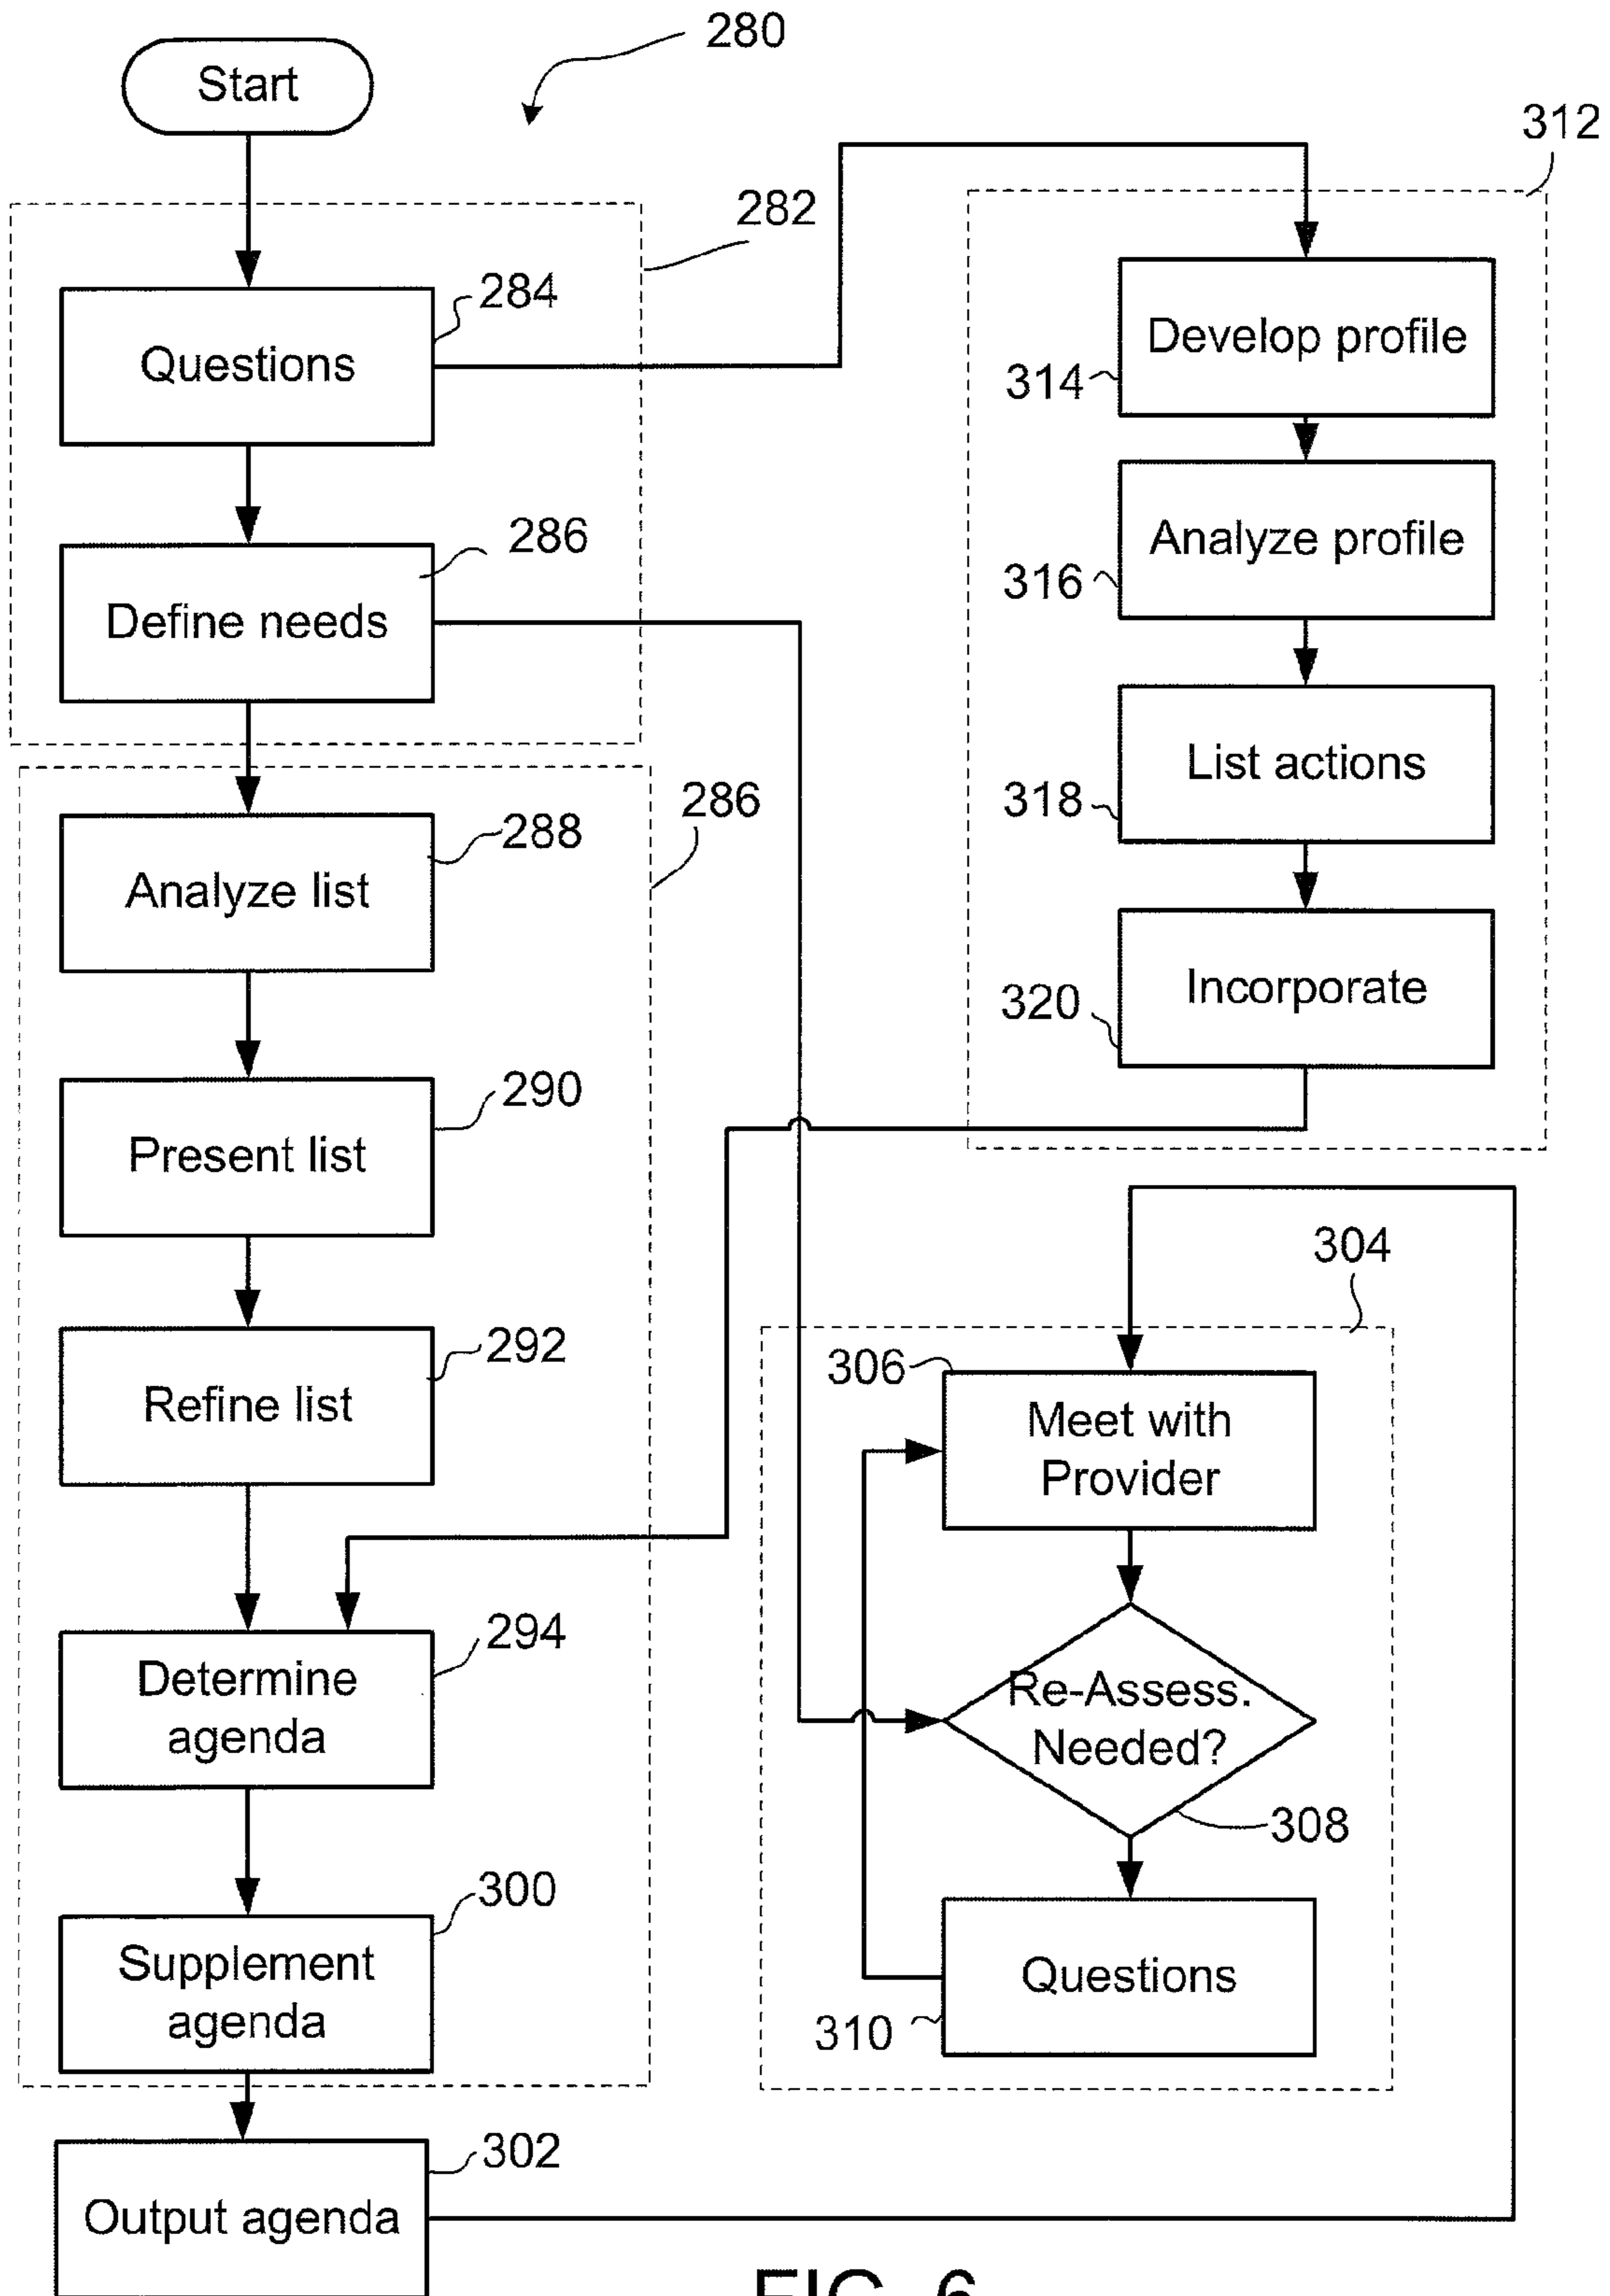 280
Start
312
282
284
Questions
Develop profile
314
286
Define needs
Analyze profile
316
286
288
Analyze list
List actions
318
290
Present list
Incorporate
320
304
292
Refine list
306
Meet with
Provider
294
Determine
agenda
Re-Assess.
Needed?
308
300
Supplement
agenda
Questions
310
302
Output agenda
FIG. 6